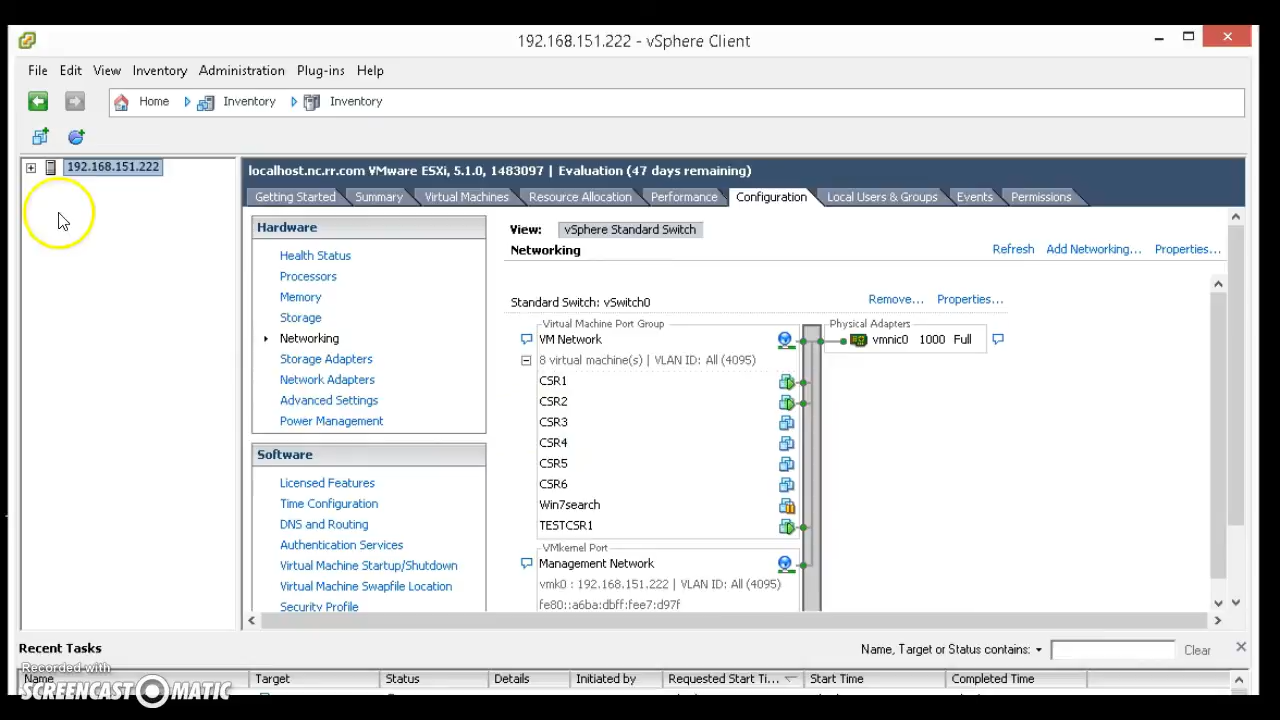 192.168.151.222 - vSphere Client
File Edit View Inventory Administration Plug-ins Help
Home Inventory Inventory
192.168.151.222
localhost.nc.rr.com VMware ESXi, 5.1.0, 1483097 | Evaluation (47 days remaining)
Getting Started Summary Virtual Machines Resource Allocation Performance Configuration Local Users & Groups Events Permissions
Hardware
Health Status
Processors
Memory
Storage
Networking
Storage Adapters
Network Adapters
Advanced Settings
Power Management
Software
Licensed Features
Time Configuration
DNS and Routing
Authentication Services
Virtual Machine Startup/Shutdown
Virtual Machine Swapfile Location
Security Profile
View: vSphere Standard Switch
Networking
Refresh Add Networking... Properties...
Standard Switch: vSwitch0 Remove... Properties...
Virtual Machine Port Group
VM Network
8 virtual machine(s) | VLAN ID: All (4095)
CSR1
CSR2
CSR3
CSR4
CSR5
CSR6
Win7search
TESTCSR1
VMkernel Port
Management Network
vmk0 : 192.168.151.222 | VLAN ID: All (4095)
fe80::a6ba:dbff:fee7:d97f
Physical Adapters
vmnic0 1000 Full
Recent Tasks
Name, Target or Status contains: Clear
Name Target Status Details Initiated by Requested Start Ti... Start Time Completed Time
Recorded with
SCREENCAST MATIC